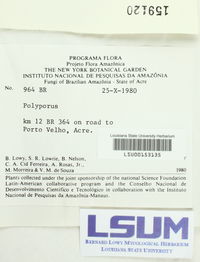 159120
PROGRAMA FLORA
Projeto Flora Amazônica
THE NEW YORK BOTANICAL GARDEN
INSTITUTO NACIONAL DE PESQUISAS DA AMAZÔNIA
Fungi of Brazilian Amazônia - State of Acre
No. 964 BR 25-X-1980
Polyporus
km 12 BR 364 on road to
Porto Velho, Acre.
Louisiana State University Herbarium
LSU00153135
B. Lowy, S. R. Lowrie, B. Nelson,
C. A. Cid Ferreira, A. Rosas, Jr.
M. Morreira & V. M. de Souza 1980
Plants collected under the joint sponsorship of the national Science Foundation
Latin-American collaborative program and the Conselho Nacional de
Desenvolvimento Científico e Tecnológico in collaboration with the Instituto
Nacional de Pesquisas da Amazônia-Manaus.
LSUM
BERNARD LOWY MYCOLOGICAL HERBARIUM
LOUISIANA STATE UNIVERSITY